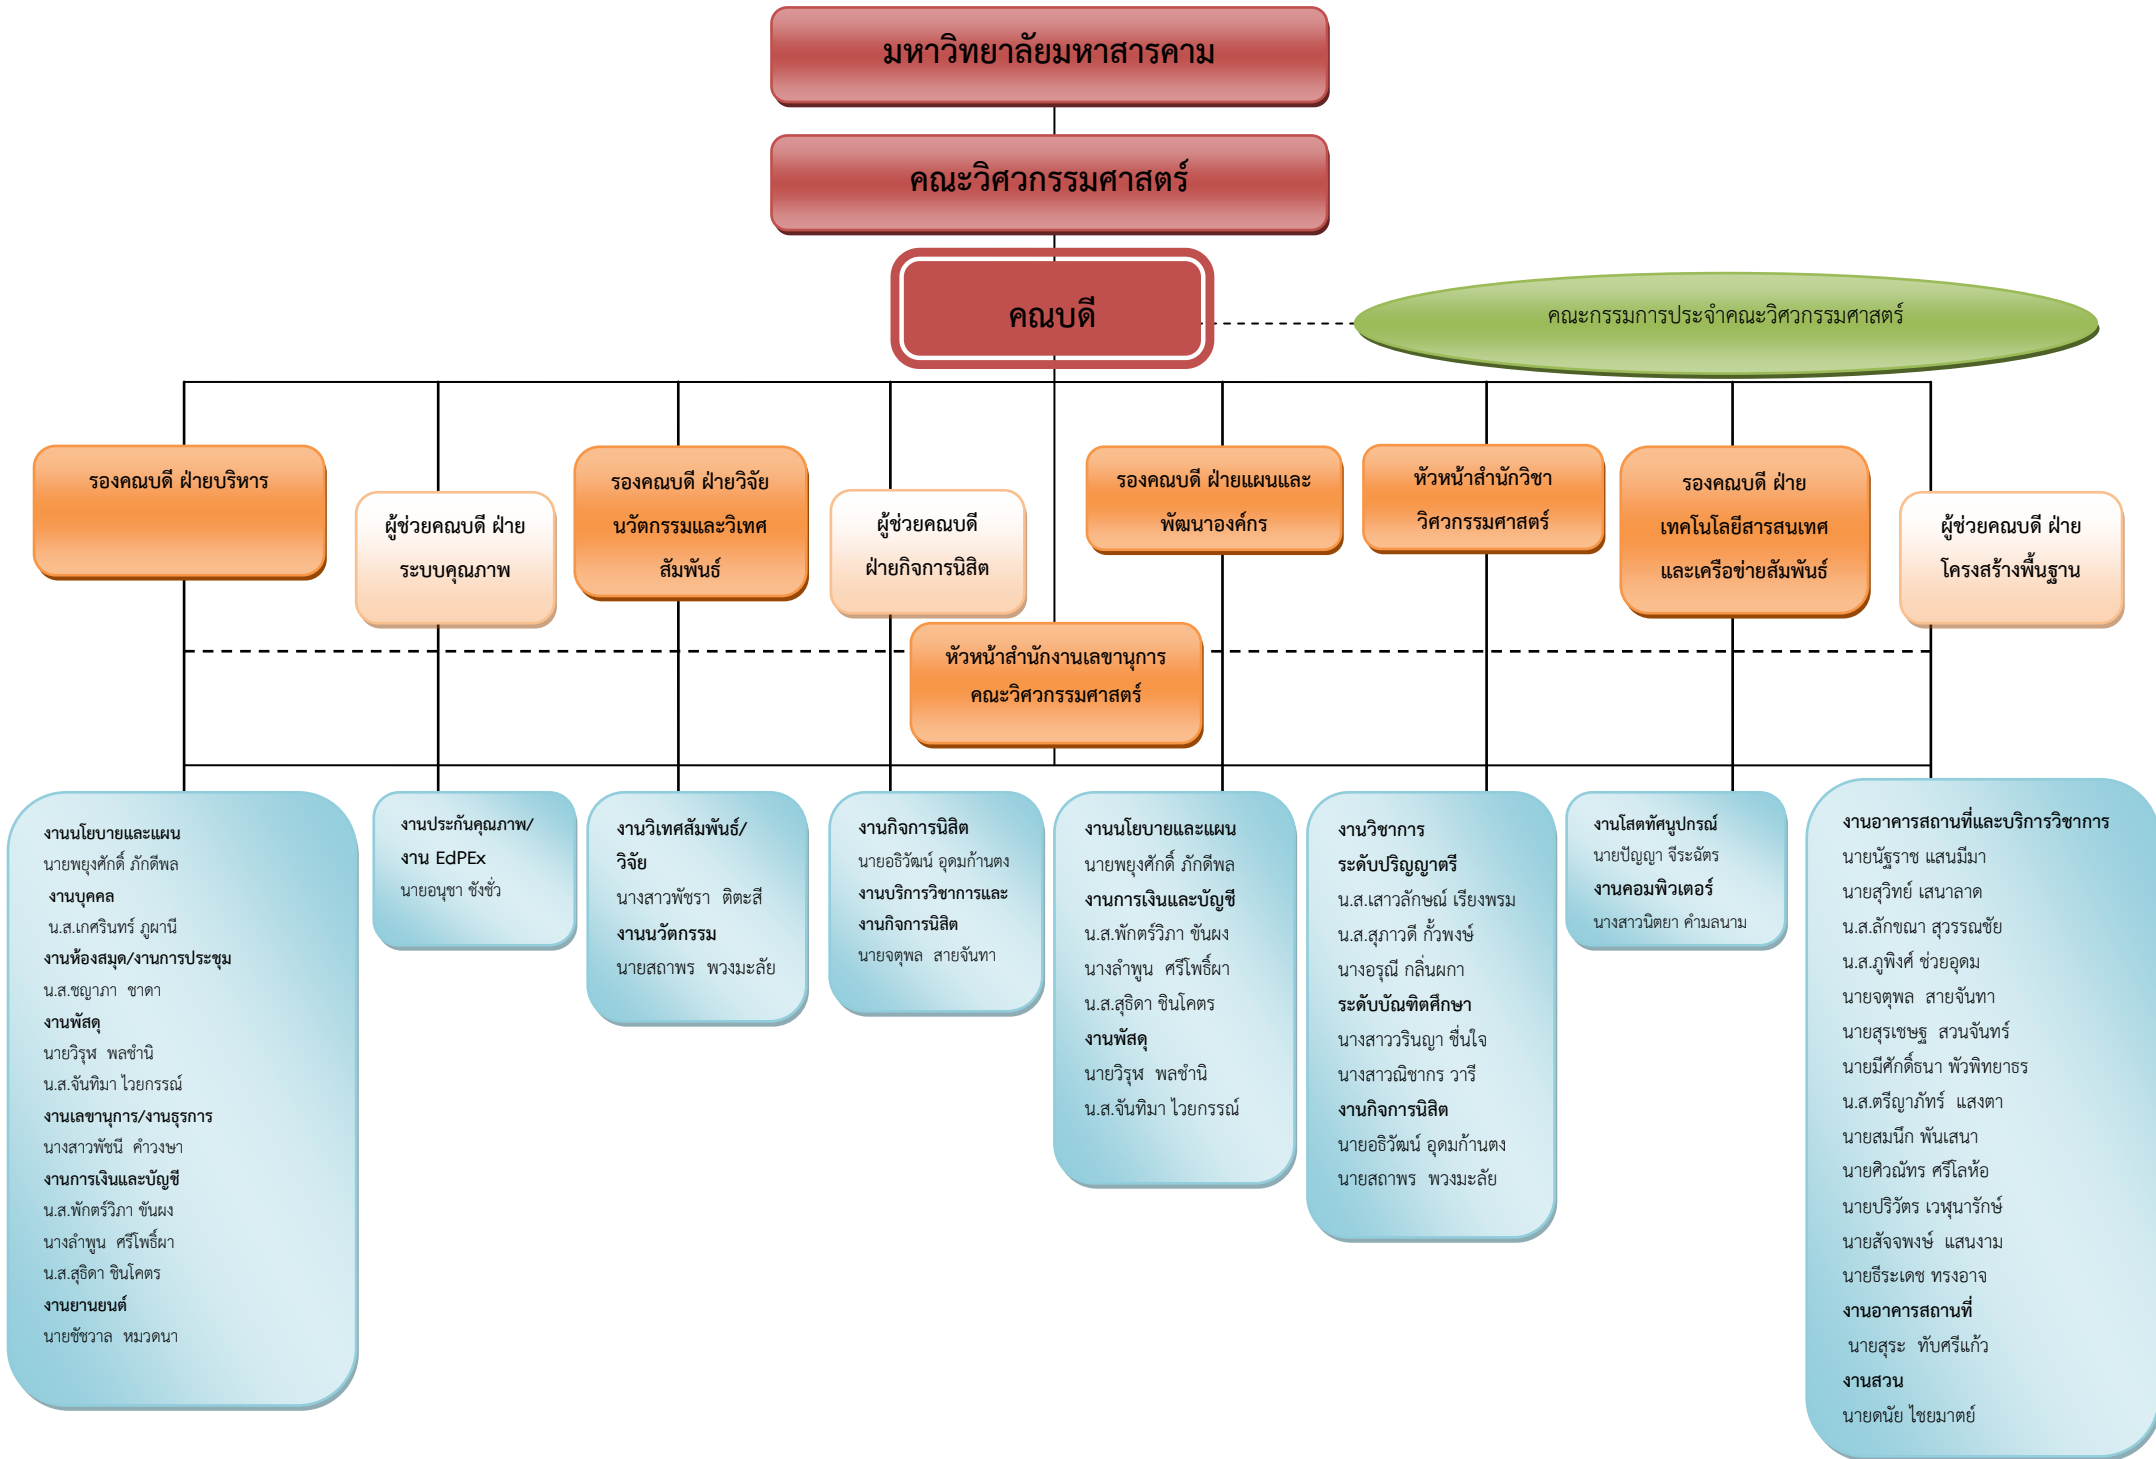 มหาวิทยาลัยมหาสารคาม
คณะวิศวกรรมศาสตร์
คณบดี
คณะกรรมการประจำคณะวิศวกรรมศาสตร์
รองคณบดี ฝ่ายบริหาร
ผู้ช่วยคณบดี ฝ่าย
ระบบคุณภาพ
รองคณบดี ฝ่ายวิจัย
นวัตกรรมและวิเทศ
สัมพันธ์
ผู้ช่วยคณบดี
ฝ่ายกิจการนิสิต
รองคณบดี ฝ่ายแผนและ
พัฒนาองค์กร
หัวหน้าสำนักวิชา
วิศวกรรมศาสตร์
รองคณบดี ฝ่าย
เทคโนโลยีสารสนเทศ
และเครือข่ายสัมพันธ์
ผู้ช่วยคณบดี ฝ่าย
โครงสร้างพื้นฐาน
หัวหน้าสำนักงานเลขานุการ
คณะวิศวกรรมศาสตร์
งานนโยบายและแผน
นายพยุงศักดิ์ ภักดีพล
งานบุคคล
น.ส.เกศรินทร์ ภูผานี
งานห้องสมุด/งานการประชุม
น.ส.ชญาภา ชาดา
งานพัสดุ
นายวิรุฬ พลชำนิ
น.ส.จันทิมา ไวยกรรณ์
งานเลขานุการ/งานธุรการ
นางสาวพัชนี คำวงษา
งานการเงินและบัญชี
น.ส.พักตร์วิภา ขันผง
นางลำพูน ศรีโพธิ์ผา
น.ส.สุธิดา ชินโคตร
งานยานยนต์
นายชัชวาล หมวดนา
งานประกันคุณภาพ/
งาน EdPEx
นายอนุชา ชังชั่ว
งานวิเทศสัมพันธ์/
วิจัย
นางสาวพัชรา ติตะสี
งานนวัตกรรม
นายสถาพร พวงมะลัย
งานกิจการนิสิต
นายอธิวัฒน์ อุดมก้านตง
งานบริการวิชาการและ
งานกิจการนิสิต
นายจตุพล สายจันทา
งานนโยบายและแผน
นายพยุงศักดิ์ ภักดีพล
งานการเงินและบัญชี
น.ส.พักตร์วิภา ขันผง
นางลำพูน ศรีโพธิ์ผา
น.ส.สุธิดา ชินโคตร
งานพัสดุ
นายวิรุฬ พลชำนิ
น.ส.จันทิมา ไวยกรรณ์
งานวิชาการ
ระดับปริญญาตรี
น.ส.เสาวลักษณ์ เรียงพรม
น.ส.สุภาวดี กั้วพงษ์
นางอรุณี กลิ่นผกา
ระดับบัณฑิตศึกษา
นางสาววรินญา ชื่นใจ
นางสาวณิชากร วารี
งานกิจการนิสิต
นายอธิวัฒน์ อุดมก้านตง
นายสถาพร พวงมะลัย
งานโสตทัศนูปกรณ์
นายปัญญา จีระฉัตร
งานคอมพิวเตอร์
นางสาวนิตยา คำมลนาม
งานอาคารสถานที่และบริการวิชาการ
นายนัฐราช แสนมีมา
นายสุวิทย์ เสนาลาด
น.ส.ลักขณา สุวรรณชัย
น.ส.ภูพิงศ์ ช่วยอุดม
นายจตุพล สายจันทา
นายสุรเชษฐ สวนจันทร์
นายมีศักดิ์ธนา พัวพิทยาธร
น.ส.ตรีญาภัทร์ แสงตา
นายสมนึก พันเสนา
นายศิวณัทร ศรีโลห้อ
นายปริวัตร เวฬุนารักษ์
นายสัจจพงษ์ แสนงาม
นายธีระเดช ทรงอาจ
งานอาคารสถานที่
นายสุระ ทับศรีแก้ว
งานสวน
นายดนัย ไชยมาตย์